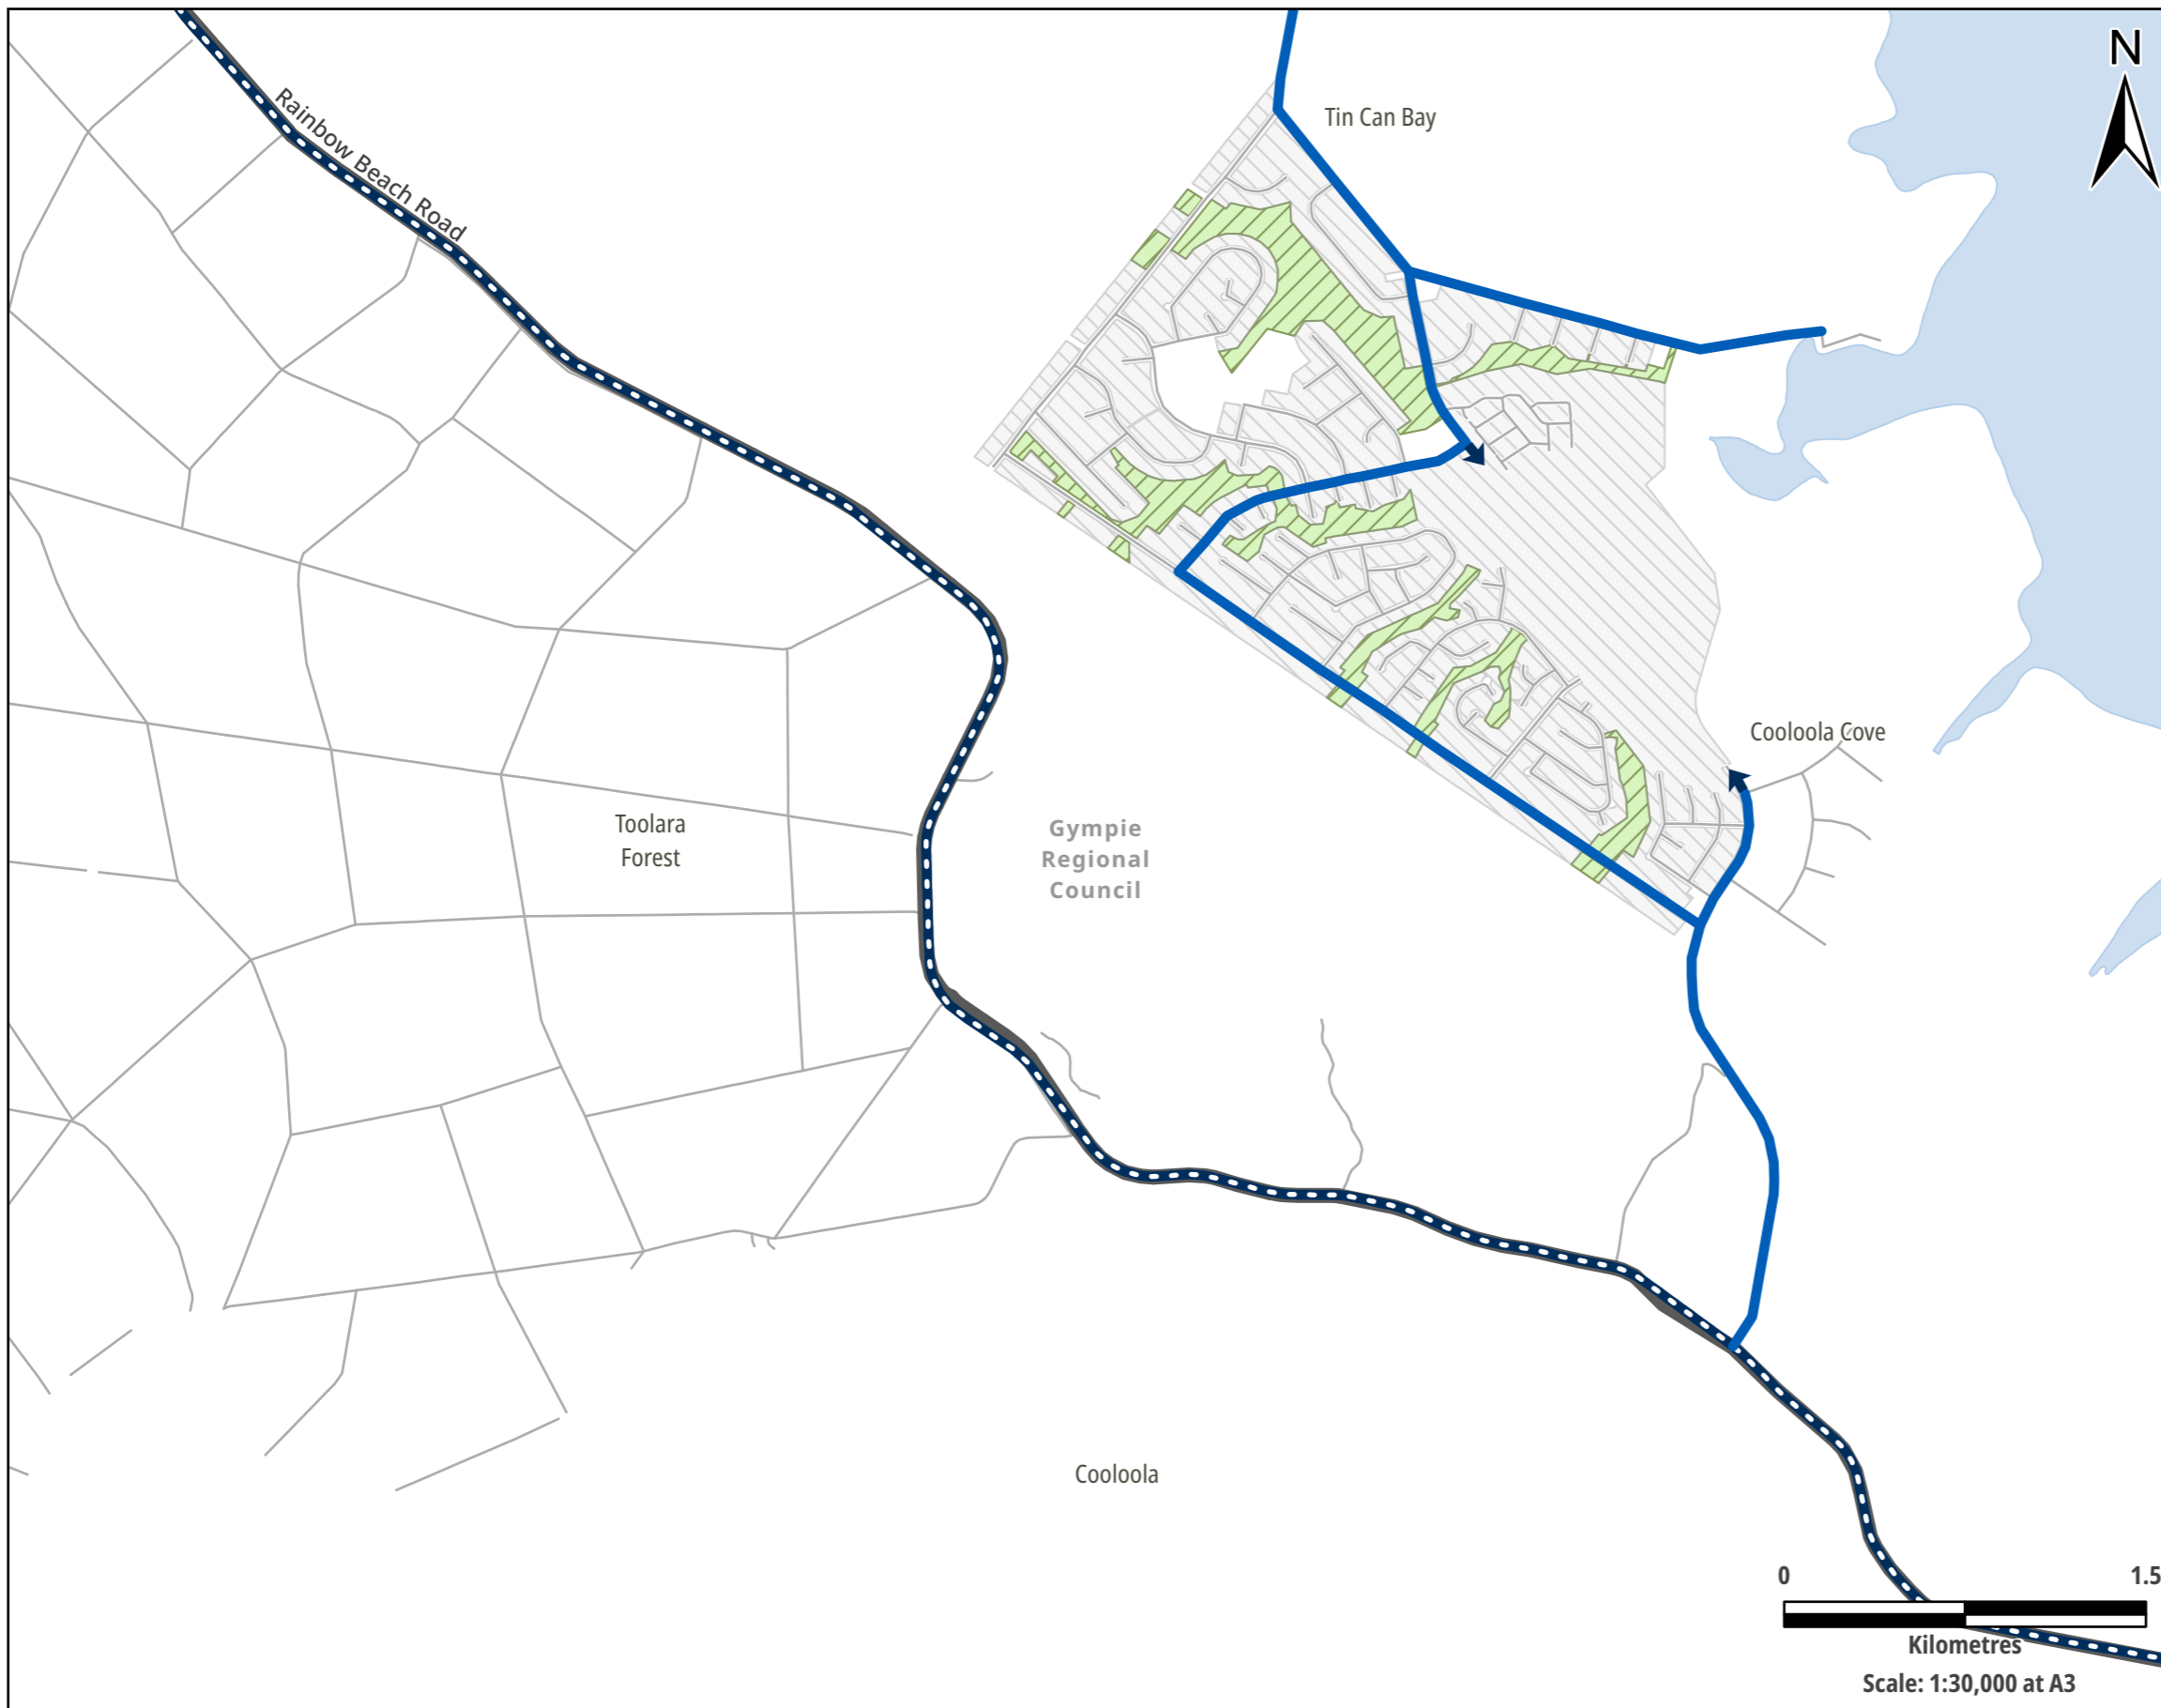 N
Tin Can Bay
Rainbow Beach Road
Cooloola Cove
Toolara
Forest
Gympie
Regional
Council
Cooloola
0 1.5
Kilometres
Scale: 1:30,000 at A3